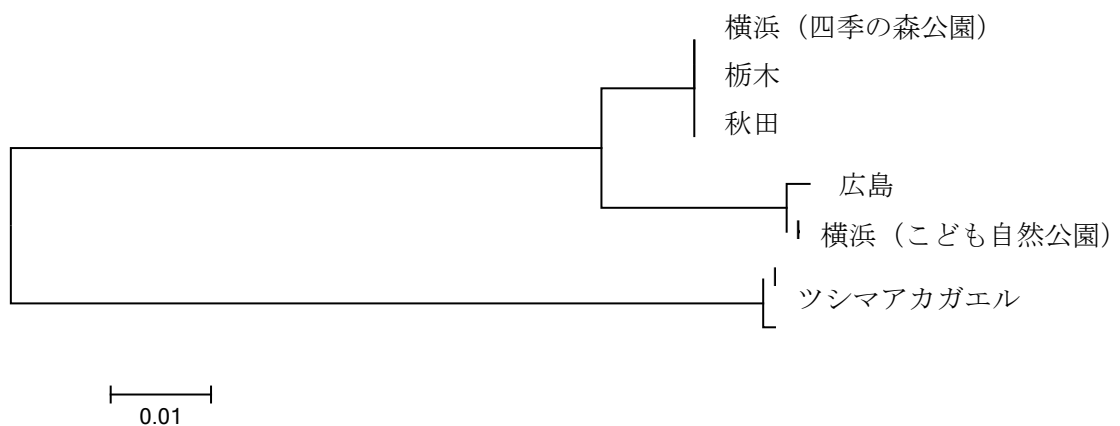 横浜（四季の森公園）
栃木
秋田
広島
横浜（こども自然公園）
ツシマアカガエル
0.01